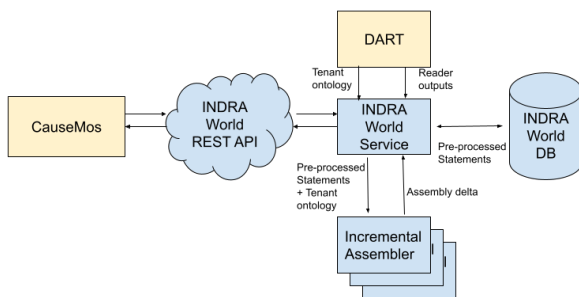 DART
Tenant
ontology
Reader
outputs
CauseMos
INDRA
World
REST API
INDRA
World
Service
INDRA
World
DB
Pre-processed
Statements
Pre-processed
Statements
+ Tenant
ontology
Assembly delta
Incremental
Assembler
l
l